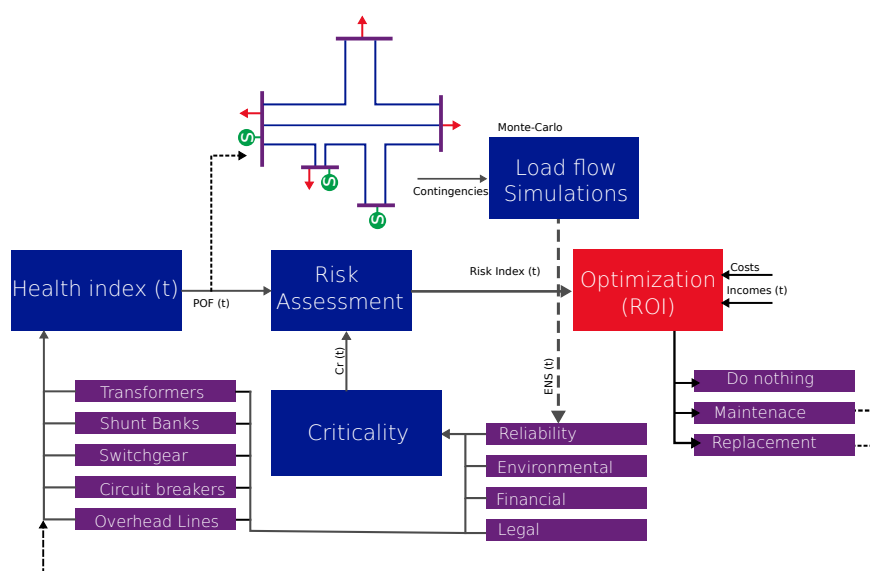 Monte-Carlo
Load flow
Simulations
Contingencies
S
S
S
Health index (t)
POF (t)
Risk
Assessment
Risk Index (t)
Optimization
(ROI)
Costs
Incomes (t)
Cr (t)
ENS (t)
Transformers
Shunt Banks
Switchgear
Circuit breakers
Overhead Lines
Criticality
Reliability
Environmental
Financial
Legal
Do nothing
Maintenace
Replacement